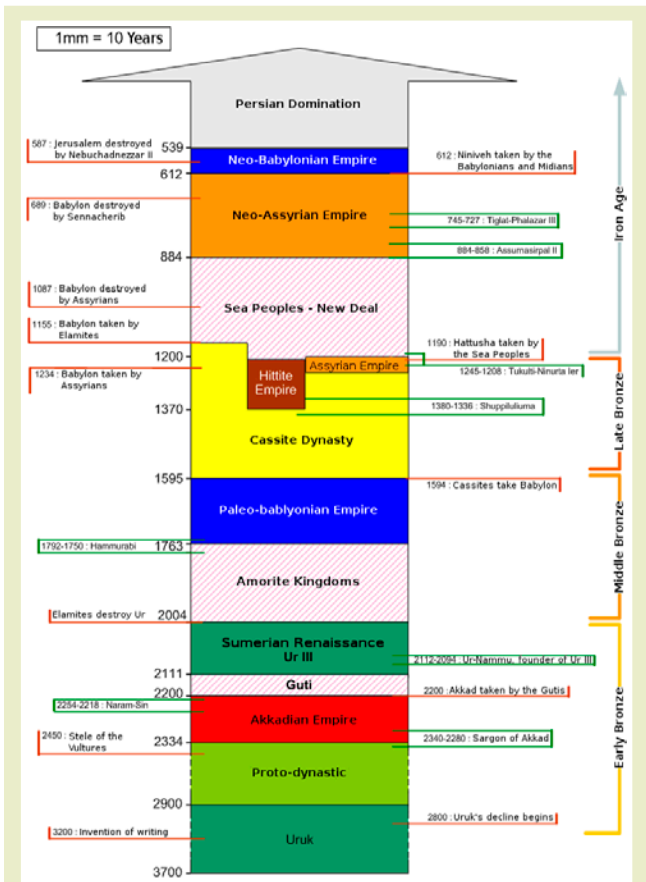 1mm = 10 Years
Persian Domination
539
587 : Jerusalem destroyed
by Nebuchadnezzar II
Neo-Babylonian Empire
612 : Niniveh taken by the
Babylonians and Midians
612
689 : Babylon destroyed
by Sennacherib
Neo-Assyrian Empire
745-727 : Tiglat-Phalazar III
884-858 : Assurnasirpal II
884
1087 : Babylon destroyed
by Assyrians
Sea Peoples - New Deal
1155 : Babylon taken by
Elamites
1190 : Hattusha taken by
the Sea Peoples
1200
1234 : Babylon taken by
Assyrians
Hittite
Empire
Assyrian Empire
1245-1208 : Tukulti-Ninurta Ier
1370
1380-1336 : Shuppiluliuma
Cassite Dynasty
1595
1594 : Cassites take Babylon
Paleo-bablyonian Empire
1792-1750 : Hammurabi
1763
Amorite Kingdoms
Elamites destroy Ur
2004
Sumerian Renaissance
Ur III
2112-2094 : Ur-Nammu, founder of Ur III
2111
Guti
2200
2200 : Akkad taken by the Gutis
2254-2218 : Naram-Sin
Akkadian Empire
2450 : Stele of the
Vultures
2340-2280 : Sargon of Akkad
2334
Proto-dynastic
2900
2800 : Uruk's decline begins
3200 : Invention of writing
Uruk
3700
Iron Age
Late Bronze
Middle Bronze
Early Bronze